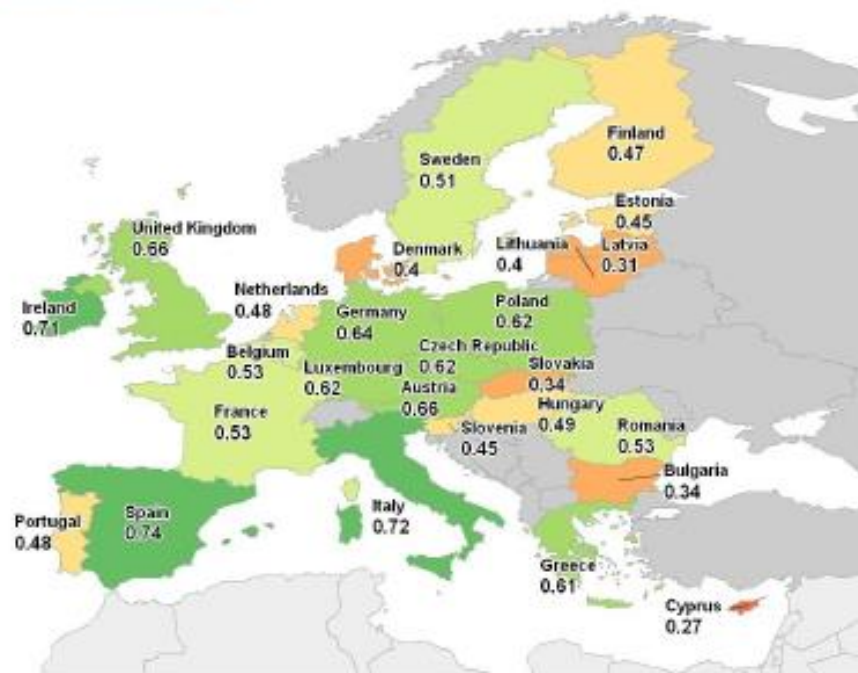 Finland
0.47
Sweden
0.51
Estonia
0.45
United Kingdom
0.66
Denmark
0.4
Lithuania
0.4
Latvia
0.31
Netherlands
0.48
Ireland
0.71
Germany
0.64
Poland
0.62
Belgium
0.53
Luxembourg
0.62
Czech Republic
0.62
Slovakia
0.34
Austria
0.66
France
0.53
Hungary
0.49
Slovenia
0.45
Romania
0.53
Bulgaria
0.34
Portugal
0.48
Spain
0.74
Italy
0.72
Greece
0.61
Cyprus
0.27